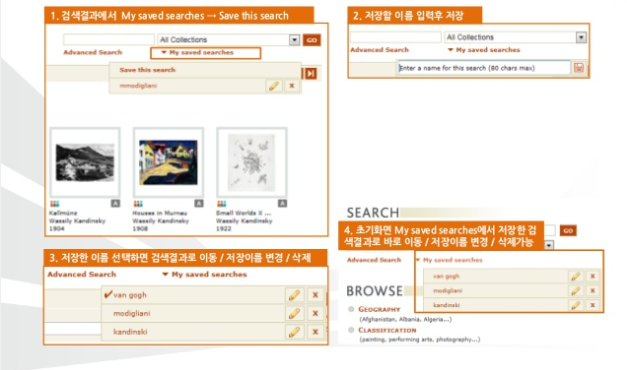 1. 검색결과에서 My saved searches → Save this search
All Collections
GO
Advanced Search
My saved searches
Save this search
mmodigliani
x
A
A
A
Kallmünz
Wassily Kandinsky
1904
Houses in Murnau
Wassily Kandinsky
1908
Small Worlds X ...
Wassily Kandinsky
1922
2. 저장할 이름 입력후 저장
All Collections
Advanced Search
My saved searches
Enter a name for this search (80 chars max)
3. 저장한 이름 선택하면 검색결과로 이동 / 저장이름 변경 / 삭제
Advanced Search
My saved searches
van gogh
x
modigliani
x
kandinski
x
SEARCH
GO
4. 초기화면 My saved searches에서 저장한 검
색결과로 바로 이동 / 저장이름 변경 / 삭제가능
Advanced Search
My saved searches
van gogh
x
modigliani
x
kandinski
x
BROWSE
GEOGRAPHY
(Afghanistan, Albania, Algeria...)
CLASSIFICATION
(painting, performing arts, photography...)